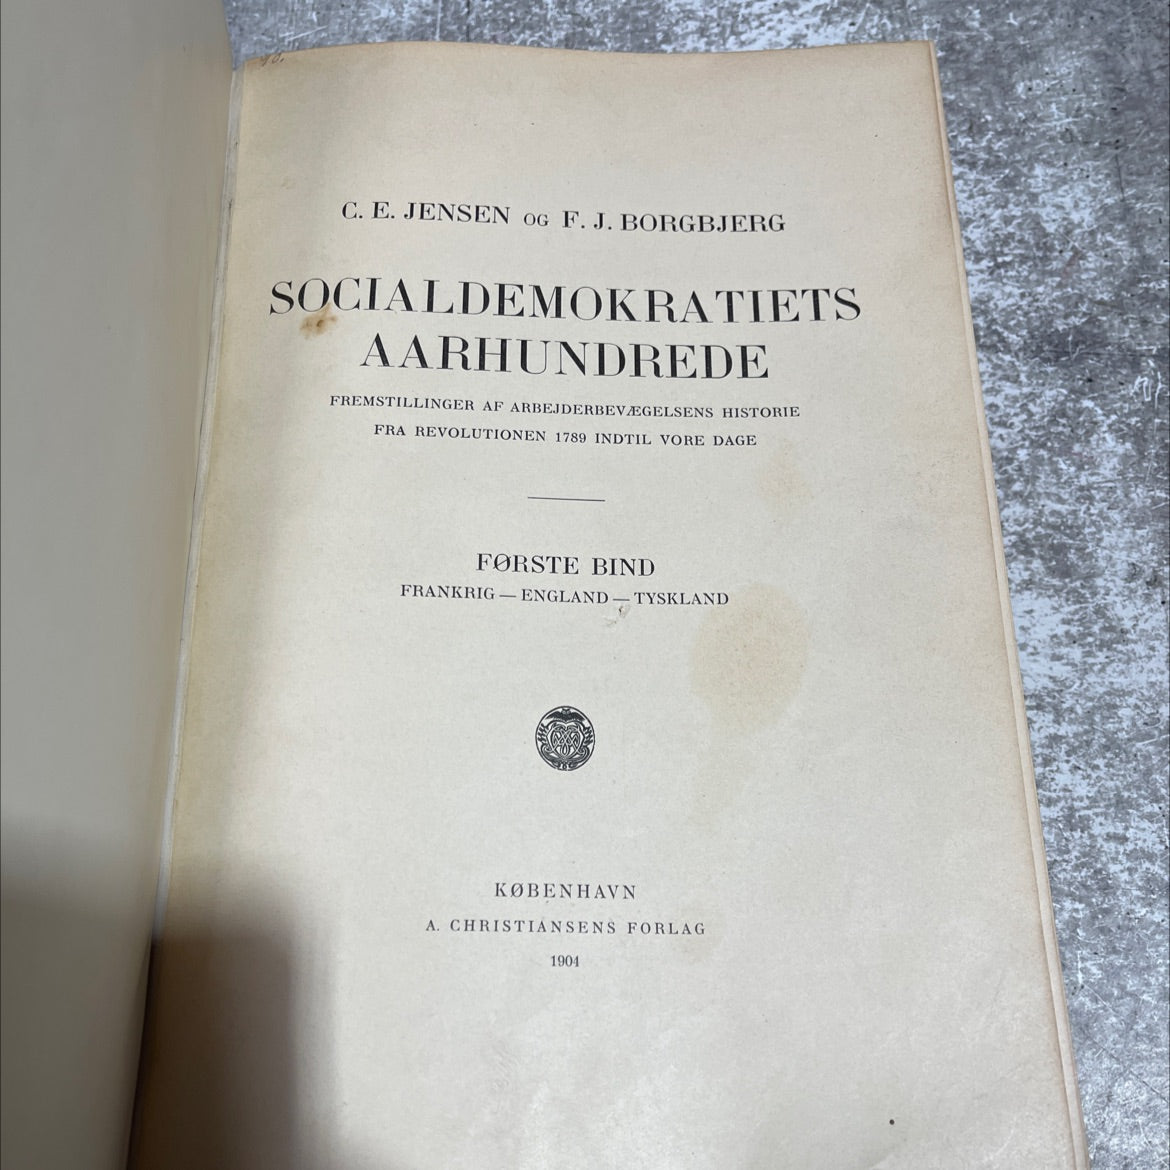 C. E. JENSEN OG F. J. BORGBJERG
SOCIALDEMOKRATIETS
AARHUNDREDE
FREMSTILLINGER AF ARBEJDERBEVÆGELSENS HISTORIE
FRA REVOLUTIONEN 1789 INDTIL VORE DAGE
FØRSTE BIND
FRANKRIG — ENGLAND — TYSKLAND
KØBENHAVN
A. CHRISTIANSENS FORLAG
1904